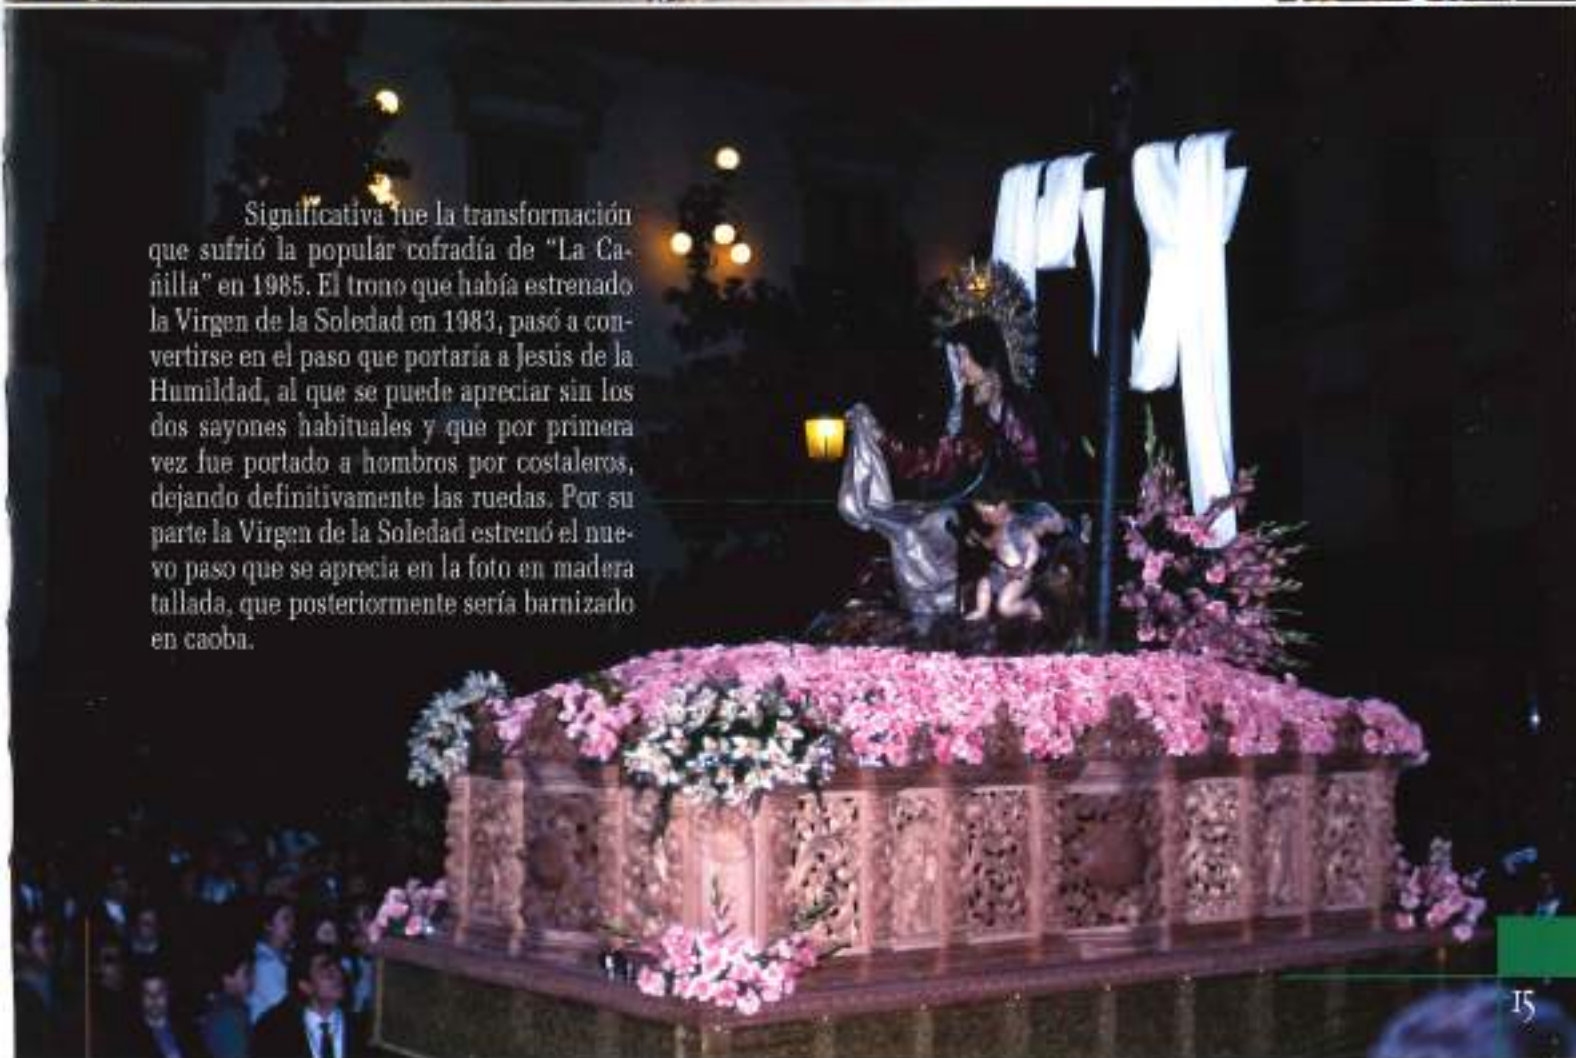 Significativa fue la transformación
que sufrió la popular cofradía de “La Ca-
ñilla” en 1985. El trono que había estrenado
la Virgen de la Soledad en 1983, pasó a con-
vertirse en el paso que portaría a Jesús de la
Humildad, al que se puede apreciar sin los
dos sayones habituales y que por primera
vez fue portado a hombros por costaleros,
dejando definitivamente las ruedas. Por su
parte la Virgen de la Soledad estrenó el nue-
vo paso que se aprecia en la foto en madera
tallada, que posteriormente sería barnizado
en caoba.
15